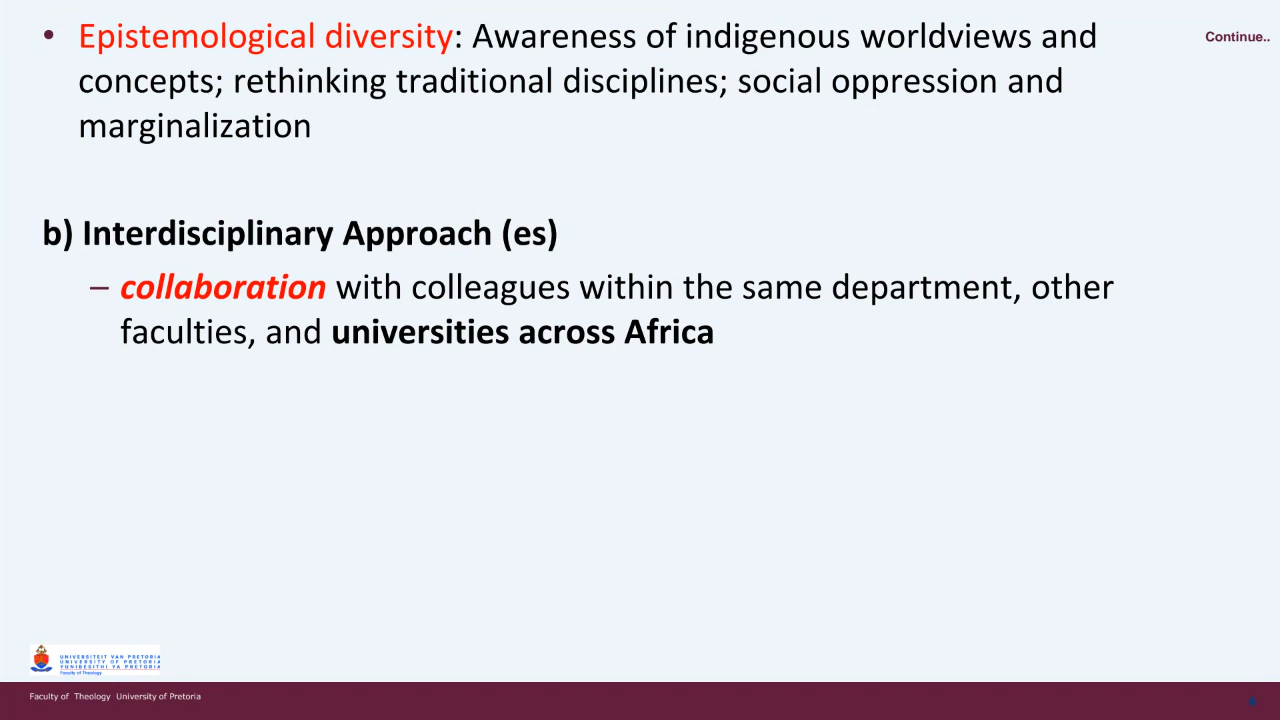 • Epistemological diversity: Awareness of indigenous worldviews and
Continue..
concepts; rethinking traditional disciplines; social oppression and
marginalization
b) Interdisciplinary Approach (es)
– collaboration with colleagues within the same department, other
faculties, and universities across Africa
UNIVERSITEIT VAN PRETORIA
UNIVERSITY OF PRETORIA
YUNIBESITHI YA PRETORIA
Faculty of Theology
Faculty of Theology University of Pretoria